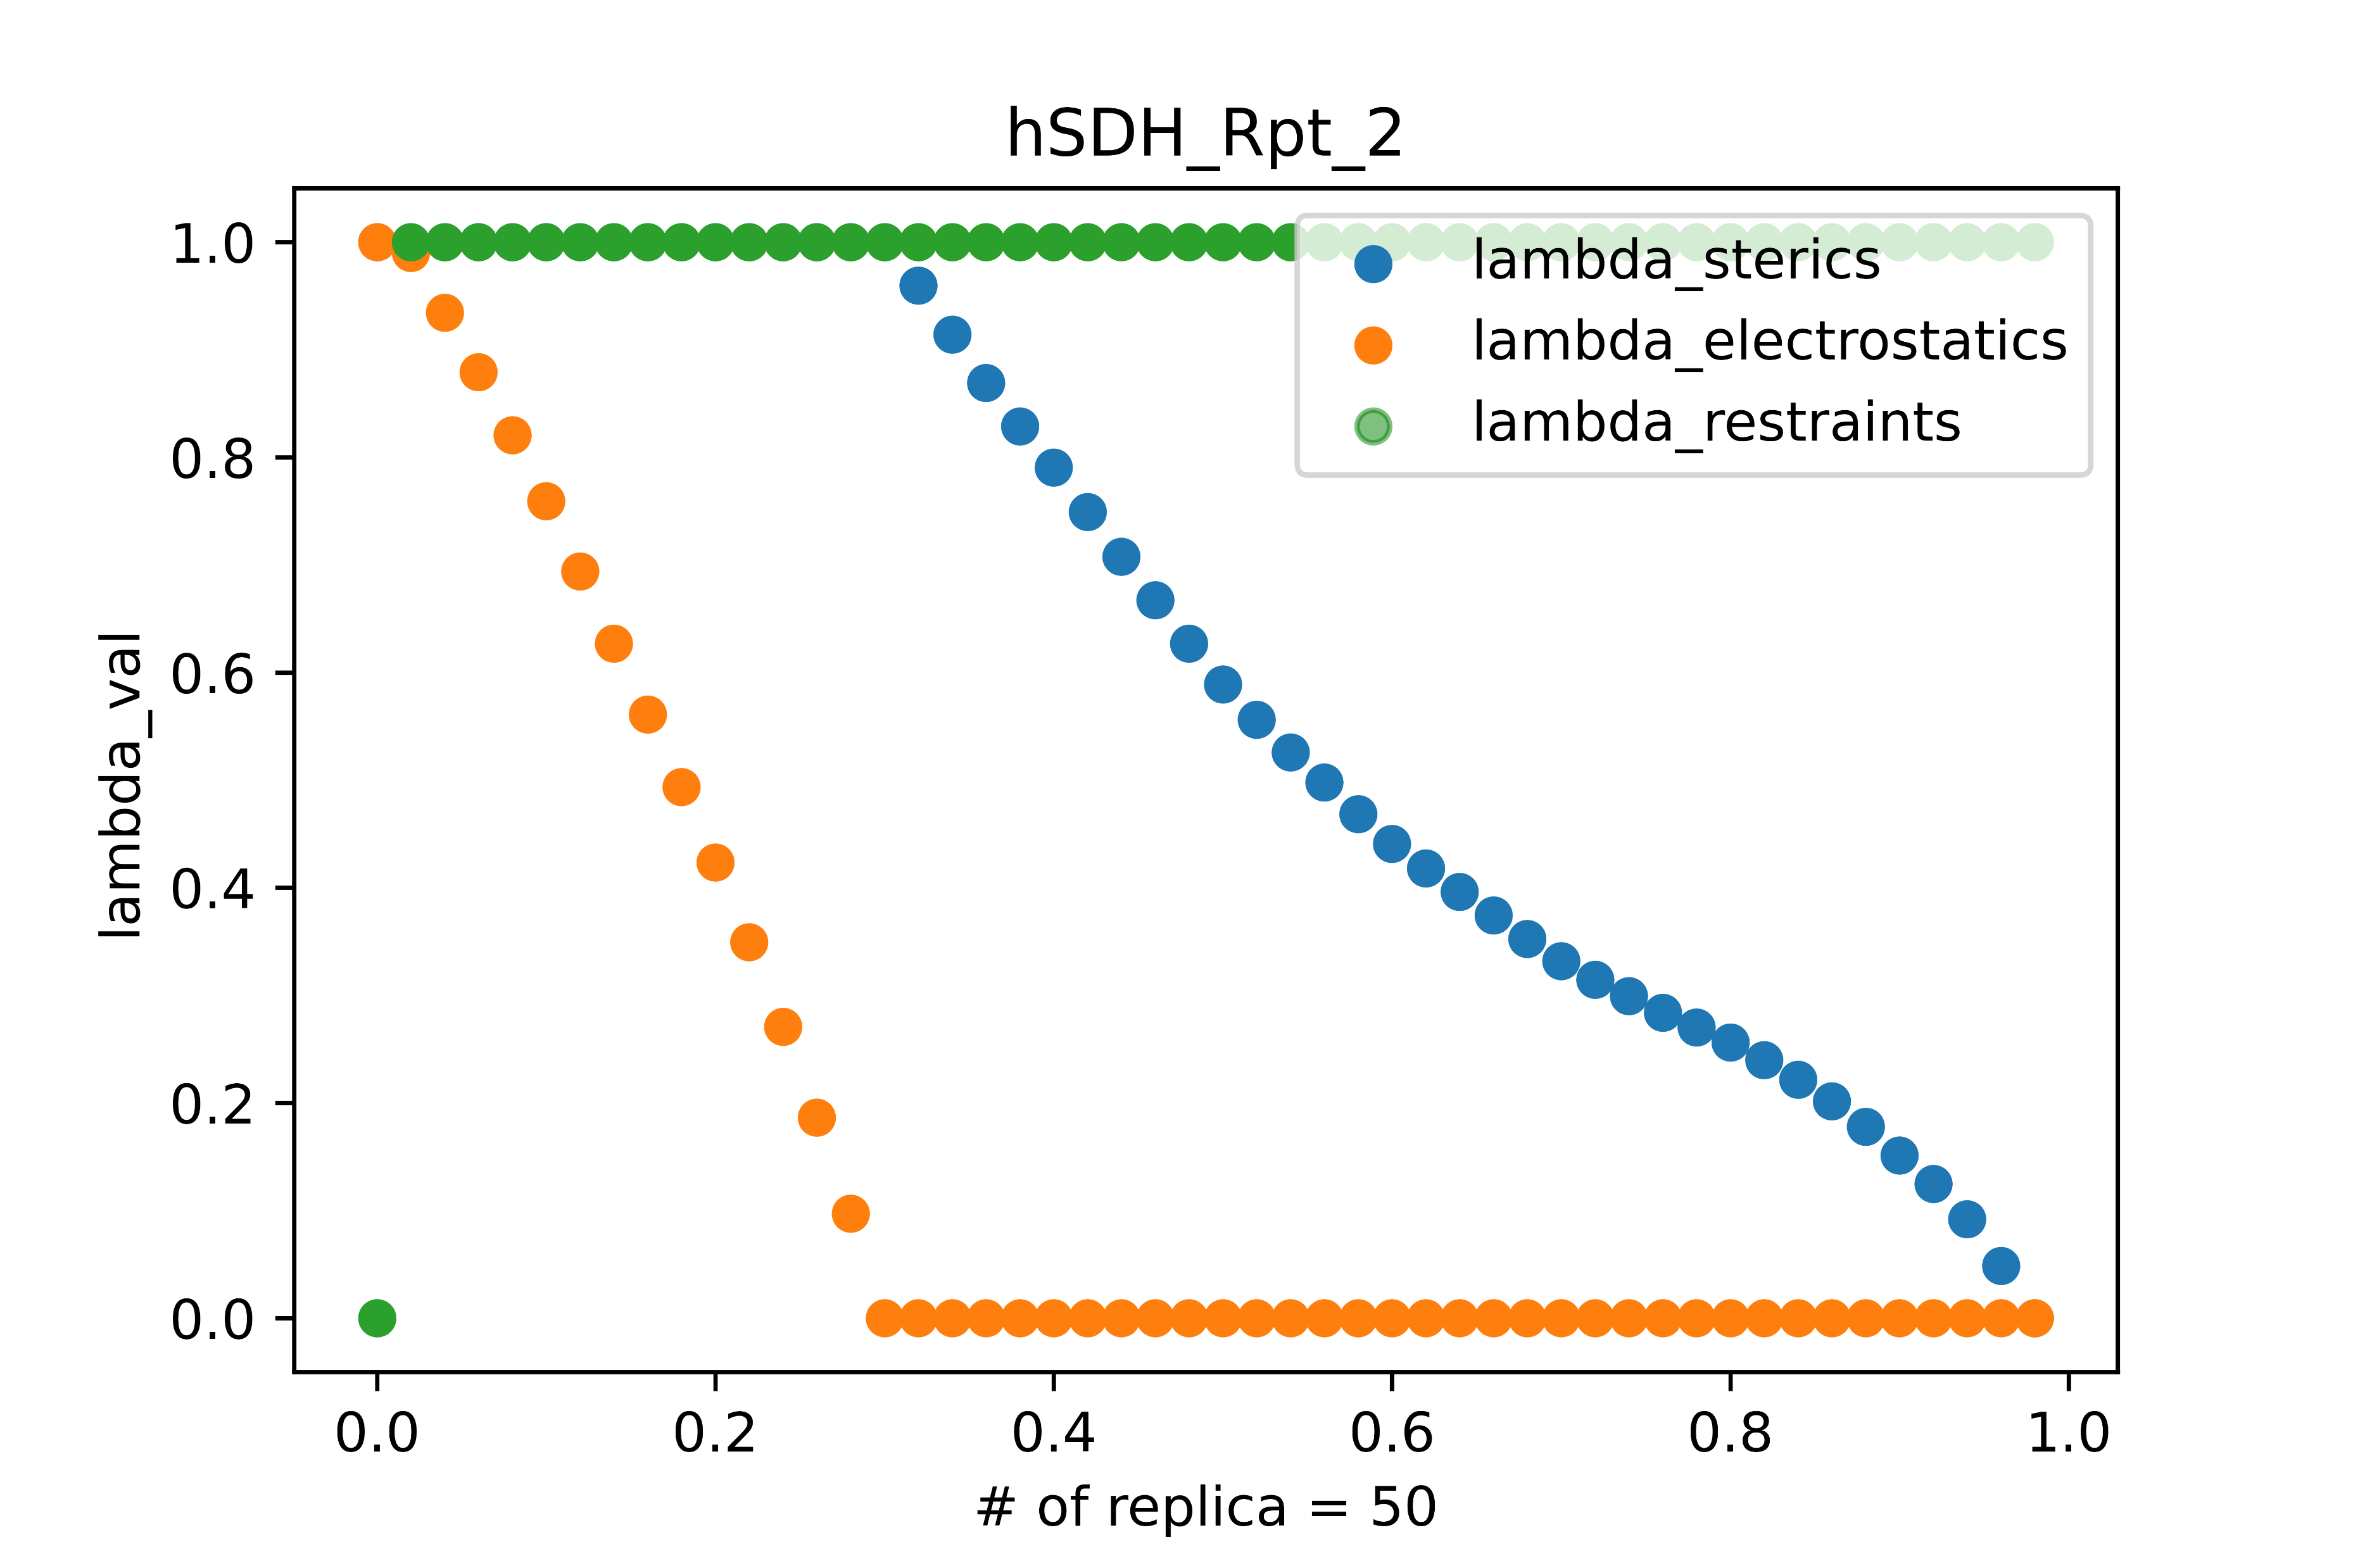 hSDH_Rpt_2
lambda_sterics
lambda_electrostatics
lambda_restraints
lambda_val
1.0
0.8
0.6
0.4
0.2
0.0
0.0 0.2 0.4 0.6 0.8 1.0
# of replica = 50